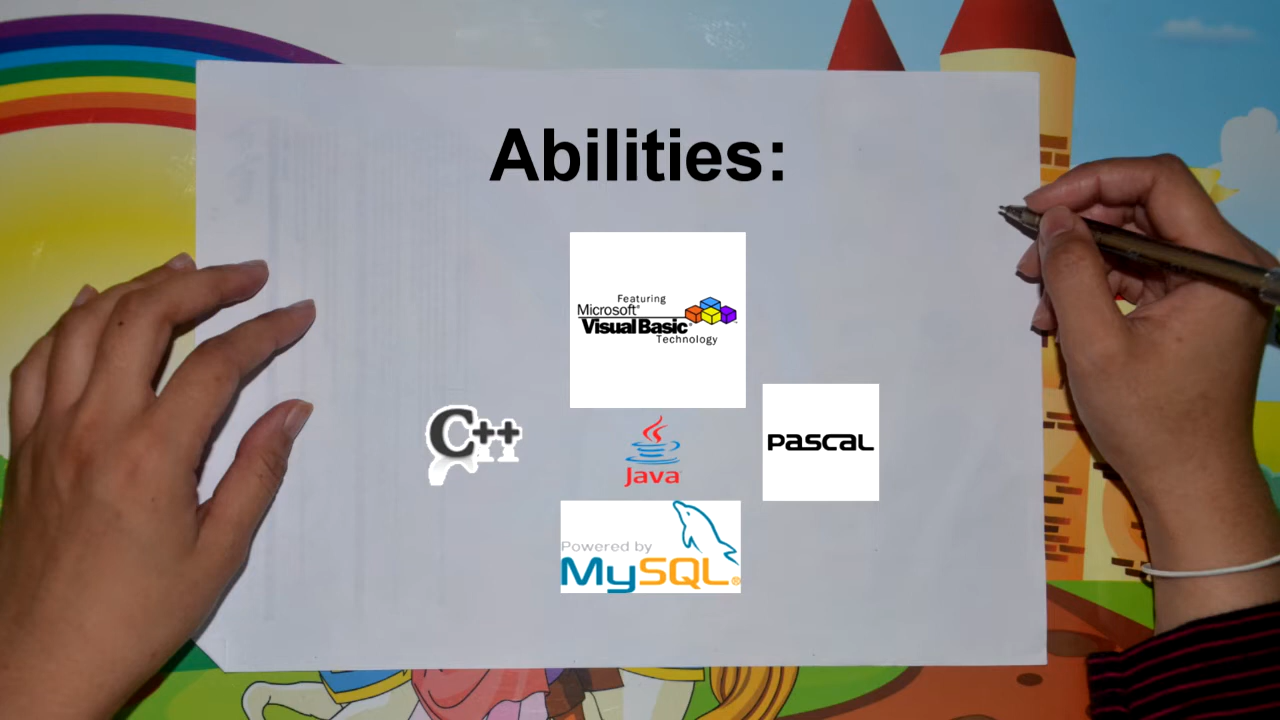 Abilities:
Featuring
Microsoft®
Visual Basic®
Technology
C++
Java
PASCAL
Powered by
MySQL®